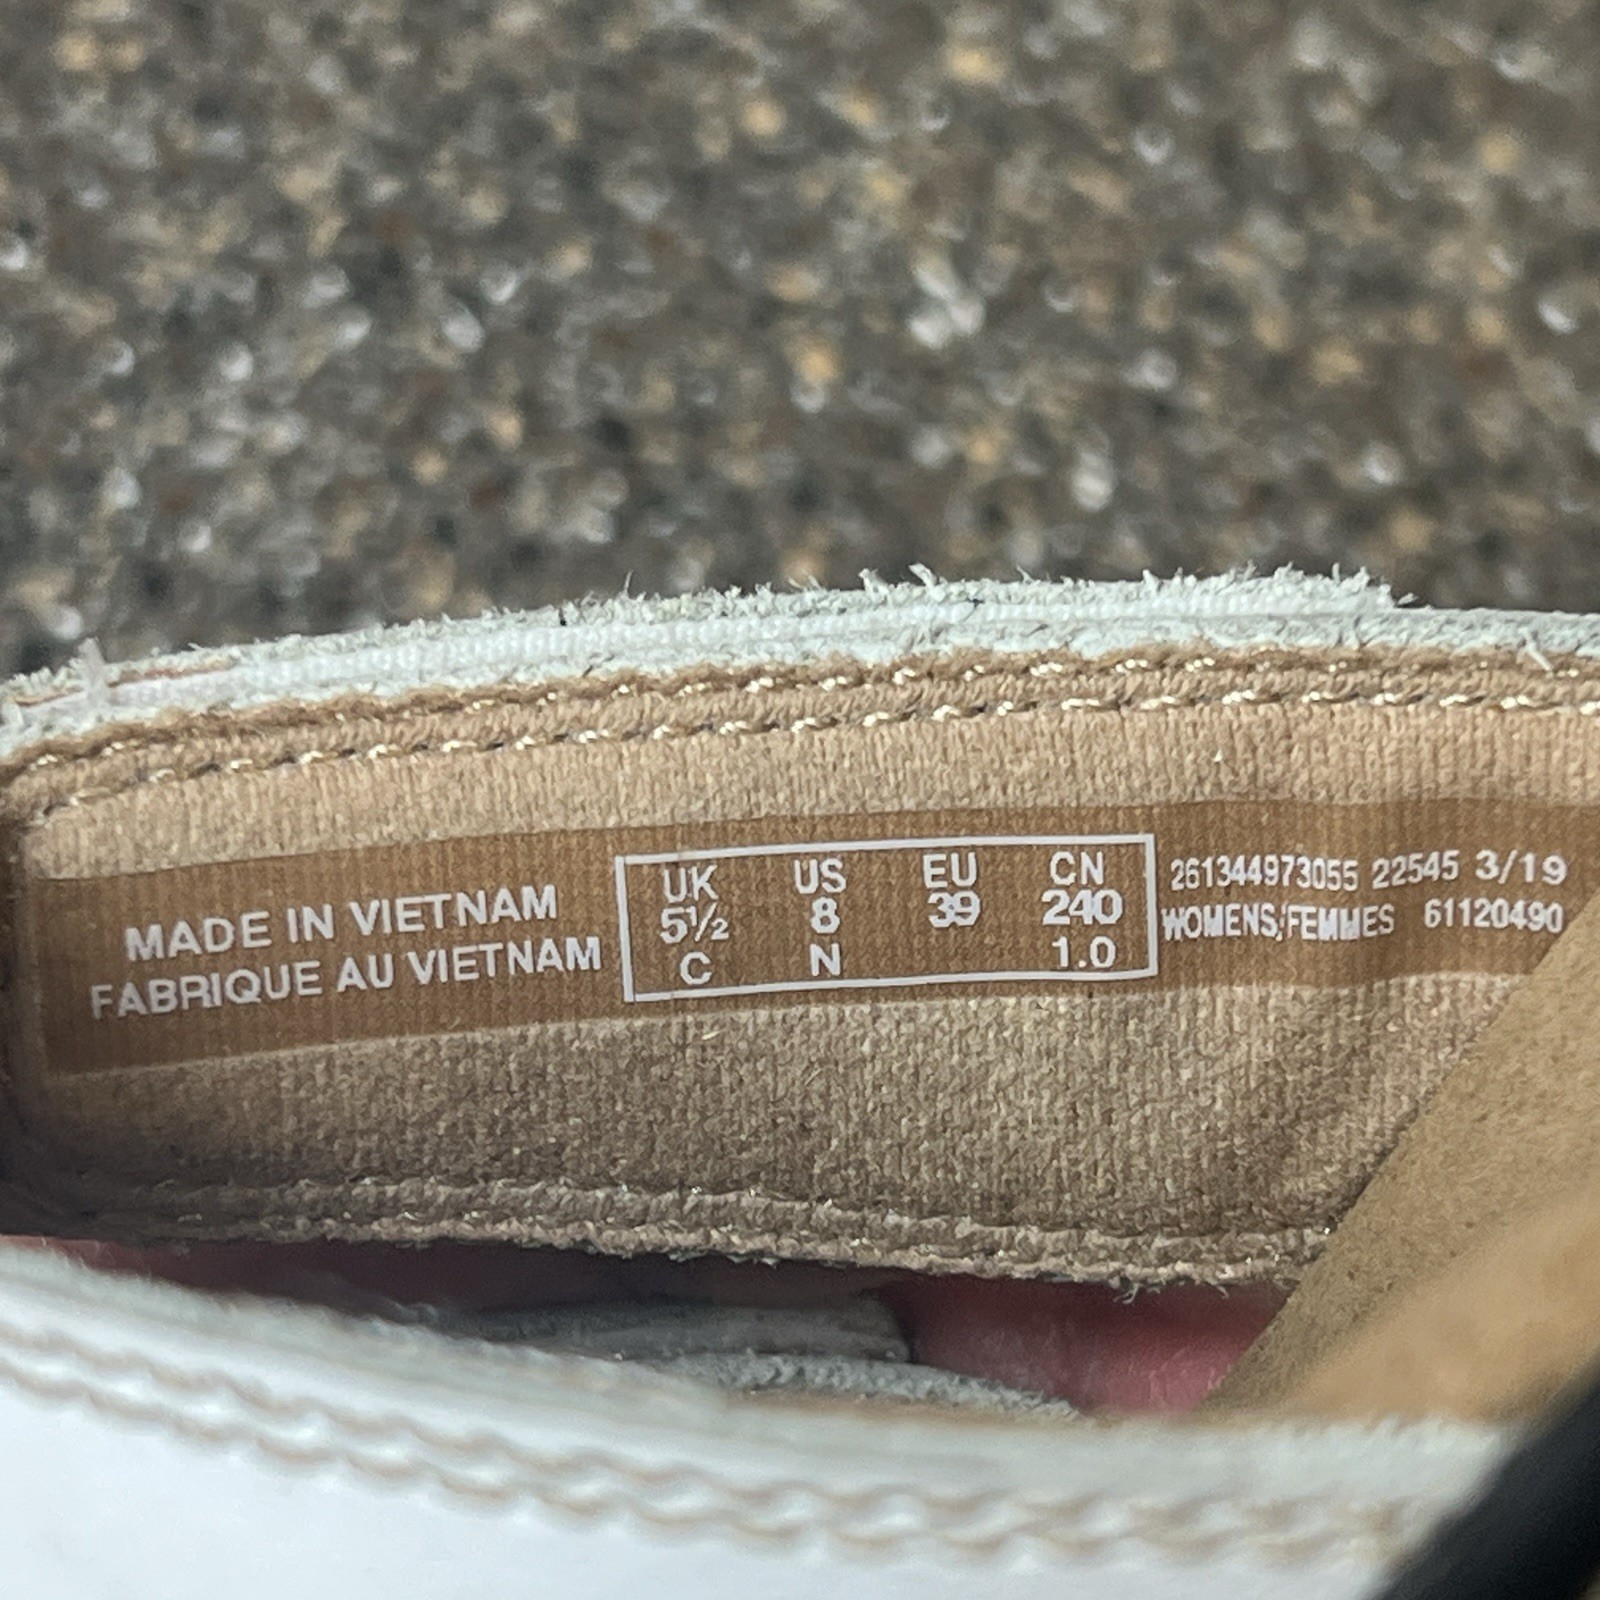 MADE IN VIETNAM
FABRIQUE AU VIETNAM
UK US EU CN
5½ 8 39 240
C N 1.0
261344973055 22545 3/19
WOMENS/FEMMES 61120490